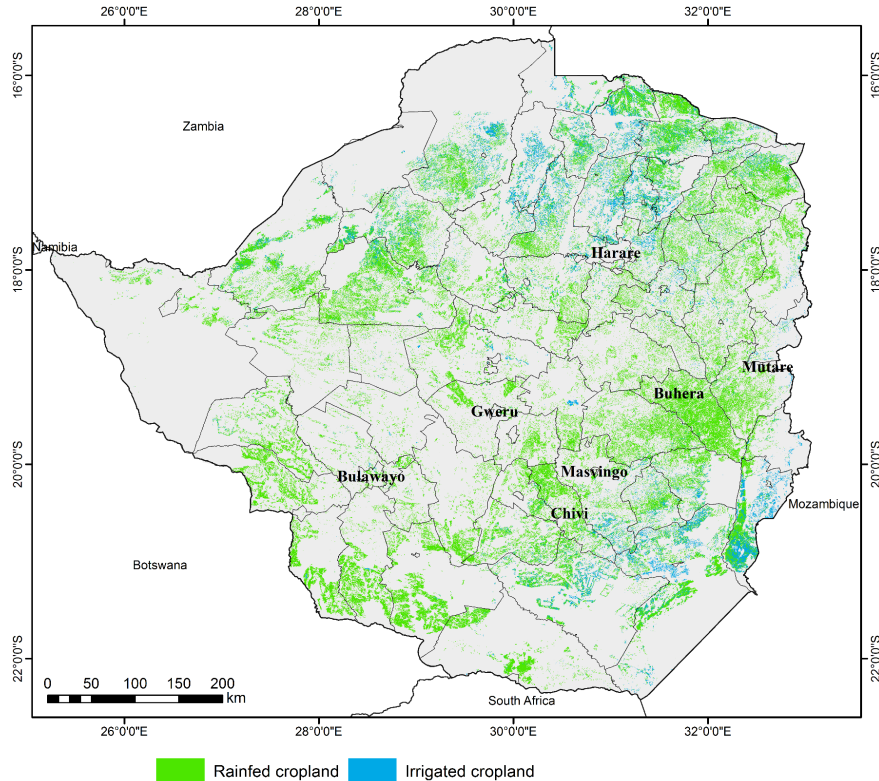 26°0'0"E 28°0'0"E 30°0'0"E 32°0'0"E
16°0'0"S 16°0'0"S
Zambia
Namibia
Harare
18°0'0"S 18°0'0"S
Mutare
Buhera
Gweru
20°0'0"S 20°0'0"S
Masvingo
Bulawayo
Mozambique
Chivi
Botswana
22°0'0"S 22°0'0"S
0 50 100 150 200
km
South Africa
26°0'0"E 28°0'0"E 30°0'0"E 32°0'0"E
Rainfed cropland Irrigated cropland